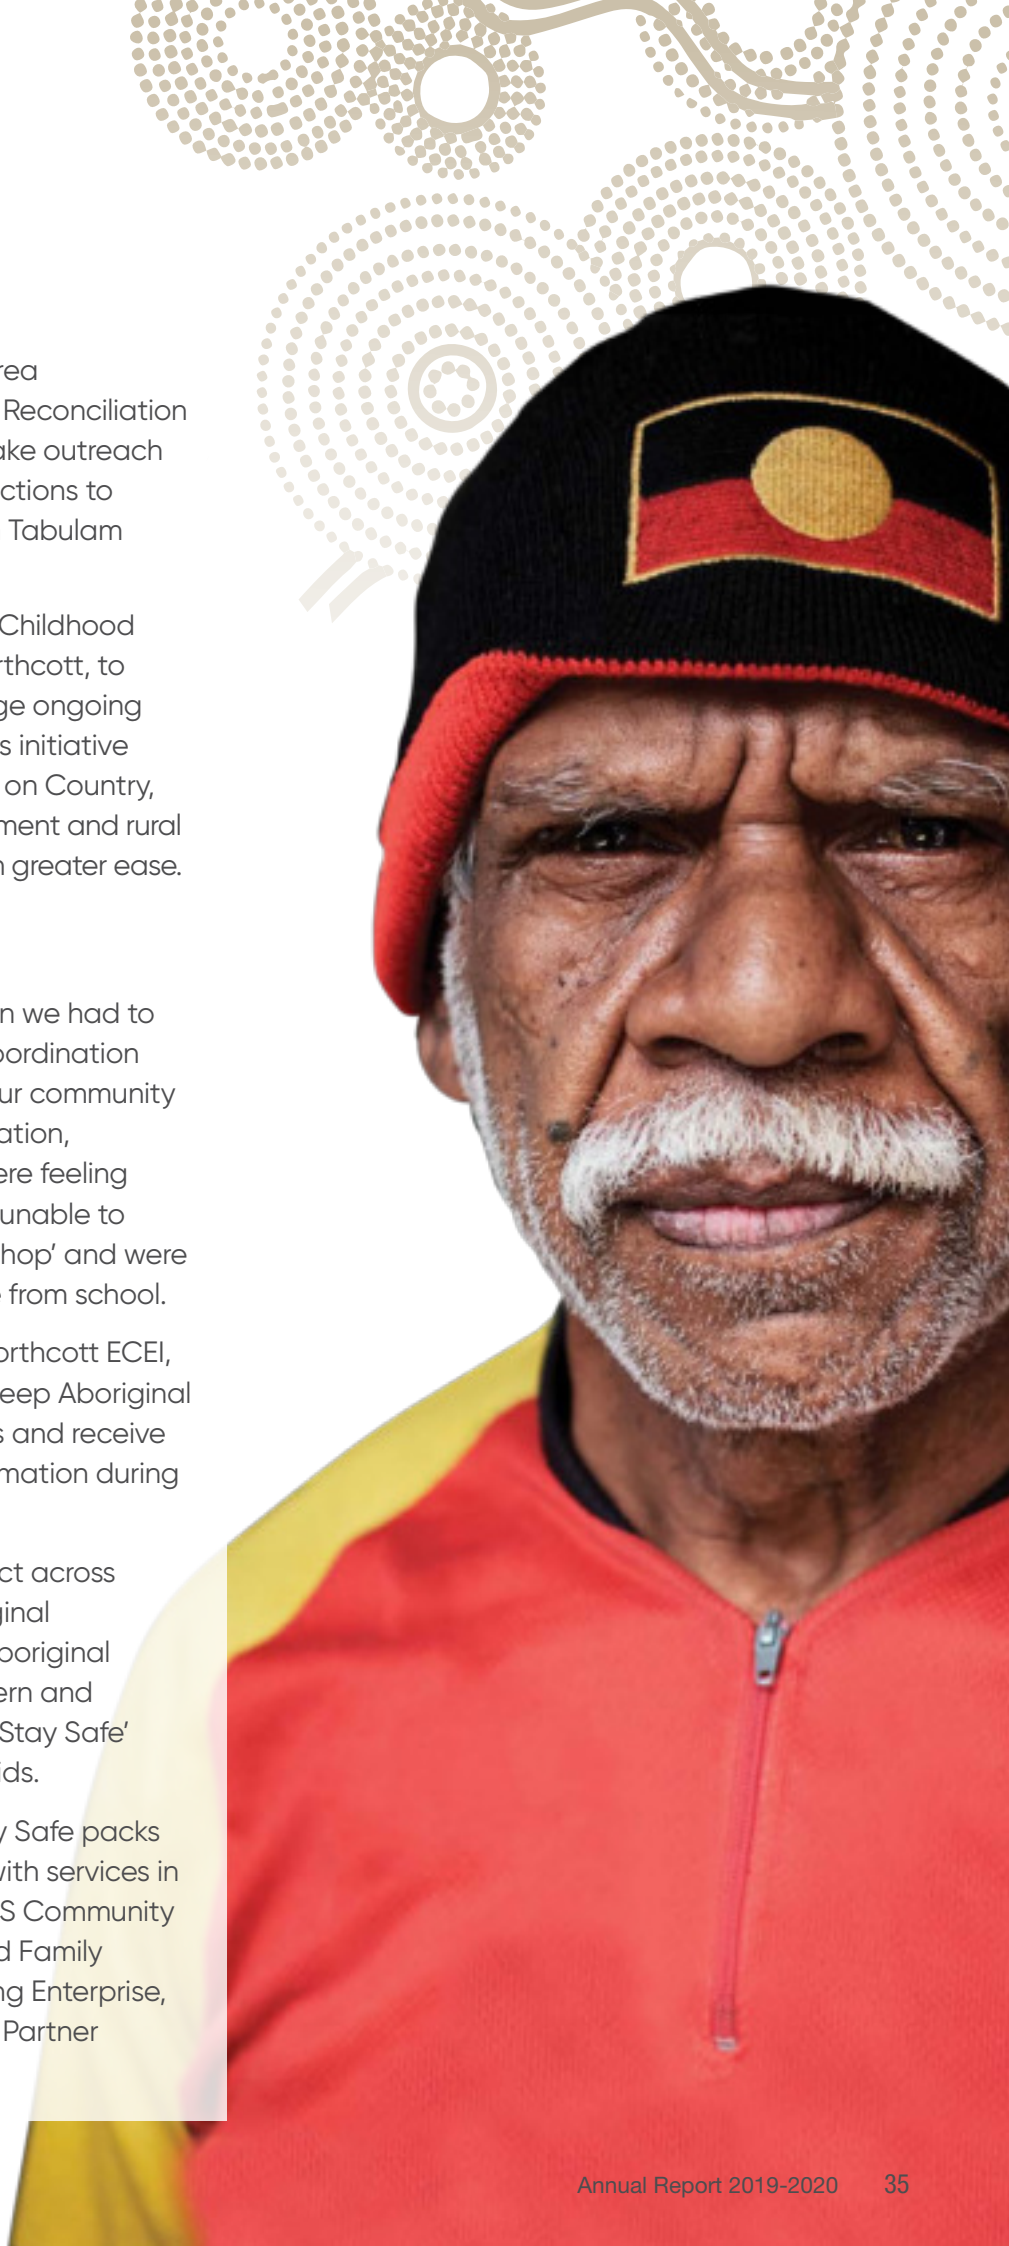 rea
Reconciliation
ake outreach
ctions to
Tabulam
Childhood
rthcott, to
ge ongoing
s initiative
on Country,
ment and rural
n greater ease.
n we had to
oordination
ur community
ation,
ere feeling
unable to
hop’ and were
e from school.
orthcott ECEI,
eep Aboriginal
s and receive
mation during
ct across
ginal
boriginal
ern and
Stay Safe’
ids.
y Safe packs
with services in
S Community
d Family
ng Enterprise,
Partner
Annual Report 2019-2020 35